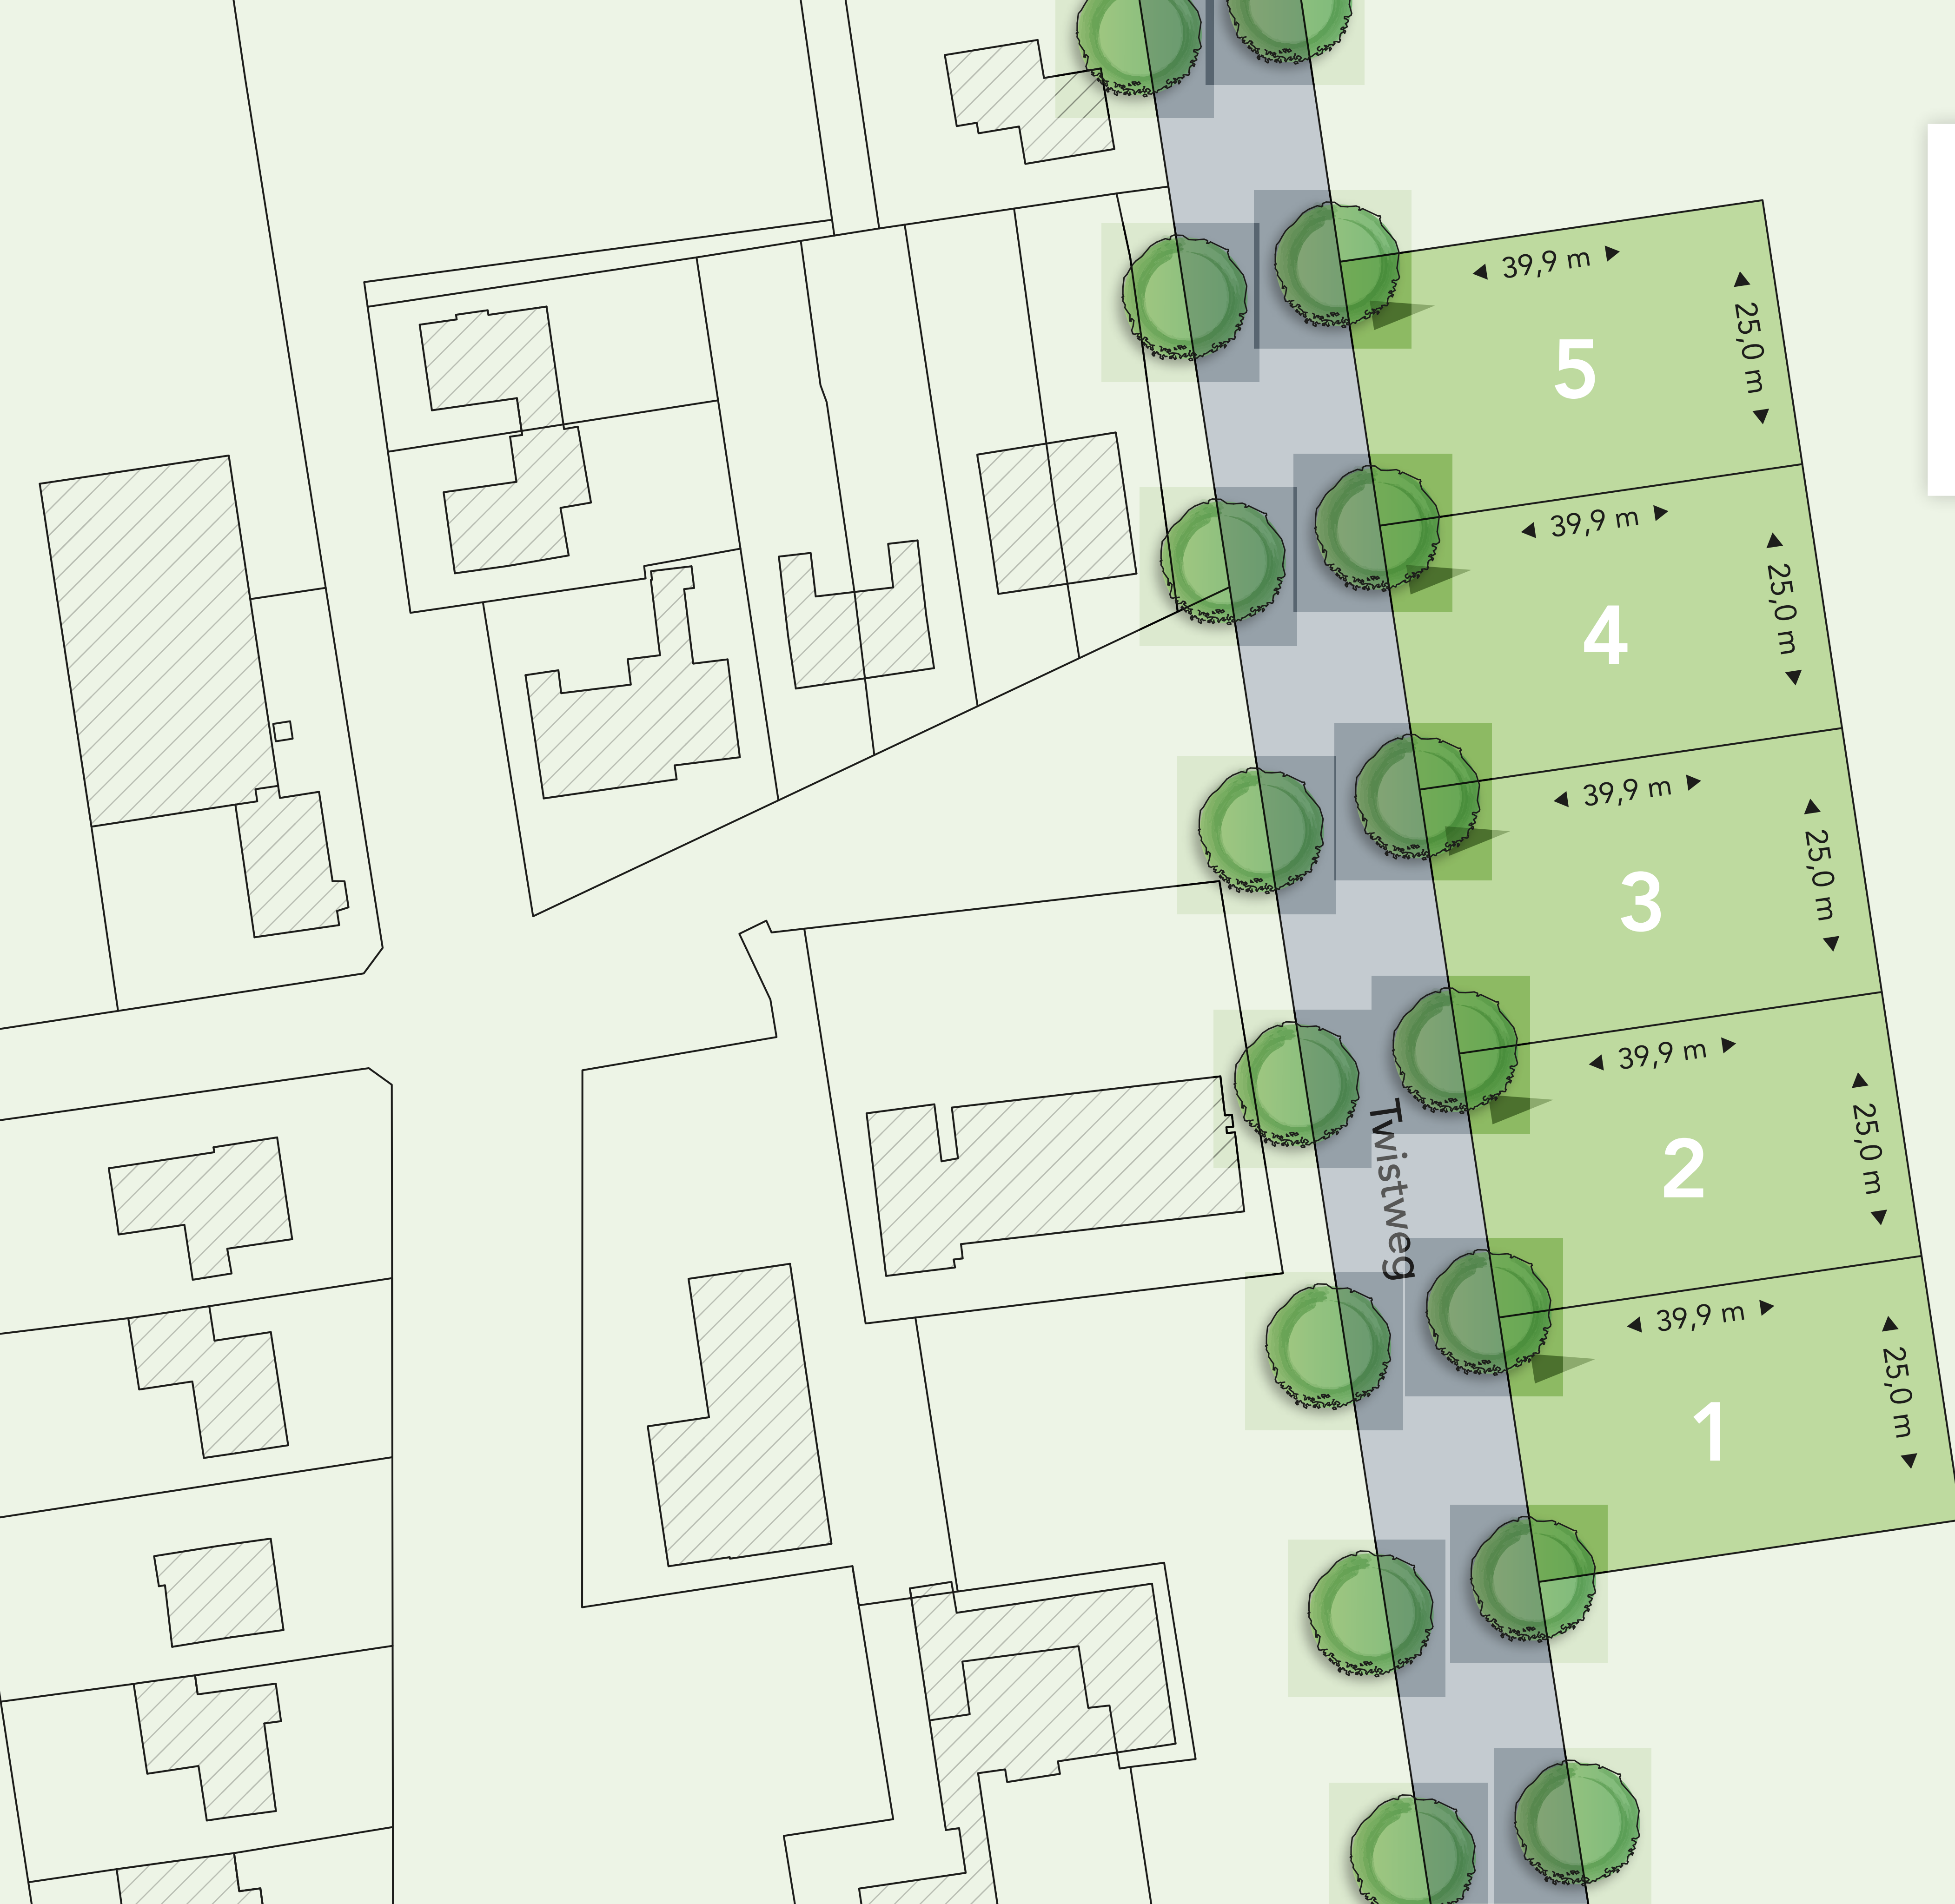 ◄ 39,9 m ►
◄ 25,0 m ►
5
◄ 39,9 m ►
◄ 25,0 m ►
4
◄ 39,9 m ►
◄ 25,0 m ►
3
◄ 39,9 m ►
◄ 25,0 m ►
2
Twistweg
◄ 39,9 m ►
◄ 25,0 m ►
1